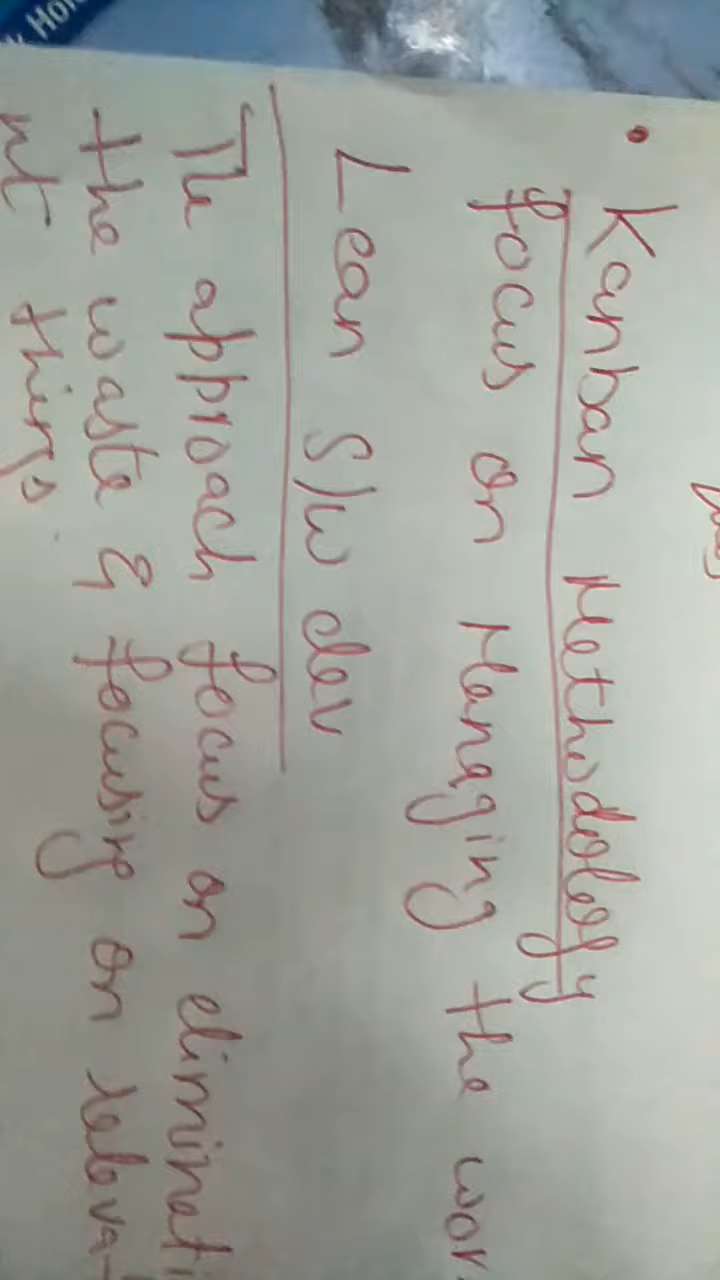 • Kanban Methodology
focus on Managing the wor
Lean S/w dev
The approach focus on eliminati
the waste & focusing on releva-
nt things.